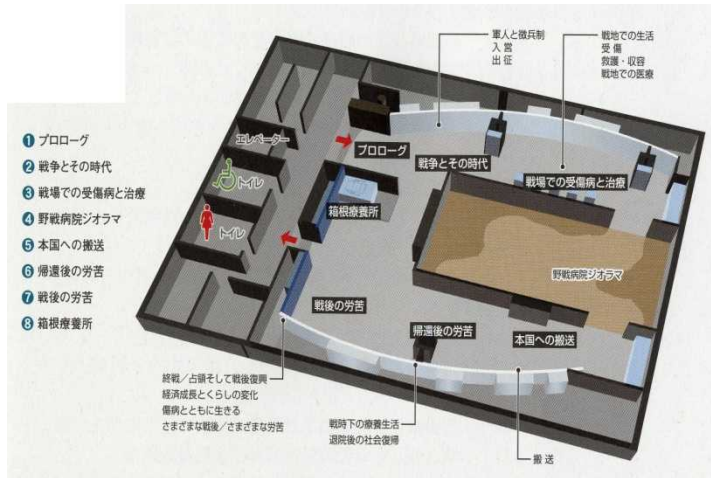 軍人と徴兵制
入営
出征
戦地での生活
受傷
救護・収容
戦地での医療
❶ プロローグ
❷ 戦争とその時代
❸ 戦場での受傷病と治療
❹ 野戦病院ジオラマ
❺ 本国への搬送
❻ 帰還後の労苦
❼ 戦後の労苦
❽ 箱根療養所
エレベーター
トイレ
トイレ
プロローグ
戦争とその時代
戦場での受傷病と治療
箱根療養所
野戦病院ジオラマ
戦後の労苦
帰還後の労苦
本国への搬送
終戦／占領そして戦後復興
経済成長とくらしの変化
傷病とともに生きる
さまざまな戦後／さまざまな労苦
戦時下の療養生活
退院後の社会復帰
搬送